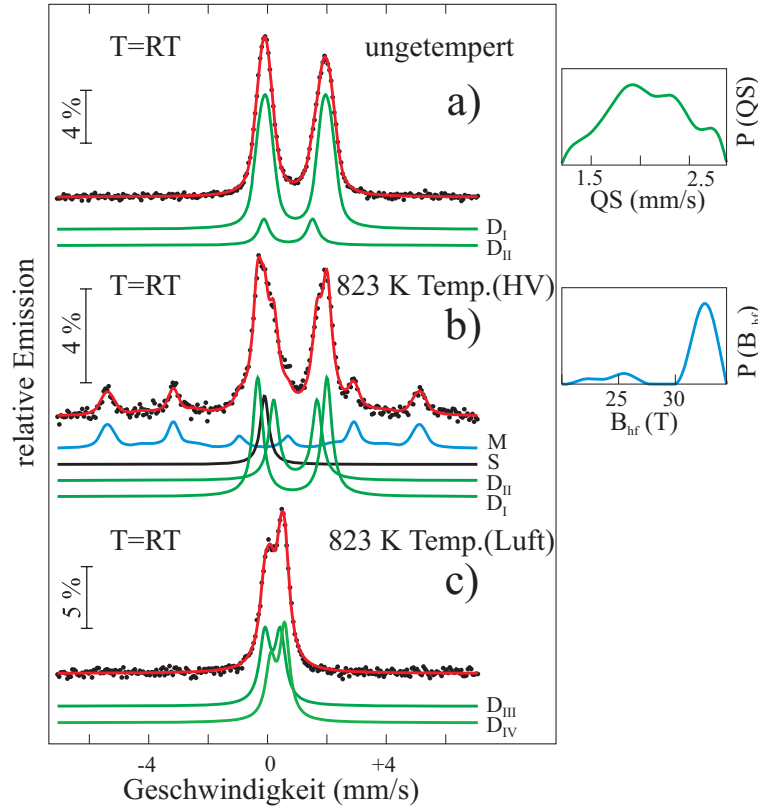 T=RT
ungetempert
a)
4 %
D_I
D_II
P (QS)
1.5 2.5
QS (mm/s)
T=RT
823 K Temp.(HV)
b)
4 %
M
S
D_II
D_I
P (B_hf)
25 30
B_hf (T)
T=RT
823 K Temp.(Luft)
c)
5 %
D_III
D_IV
relative Emission
-4 0 +4
Geschwindigkeit (mm/s)